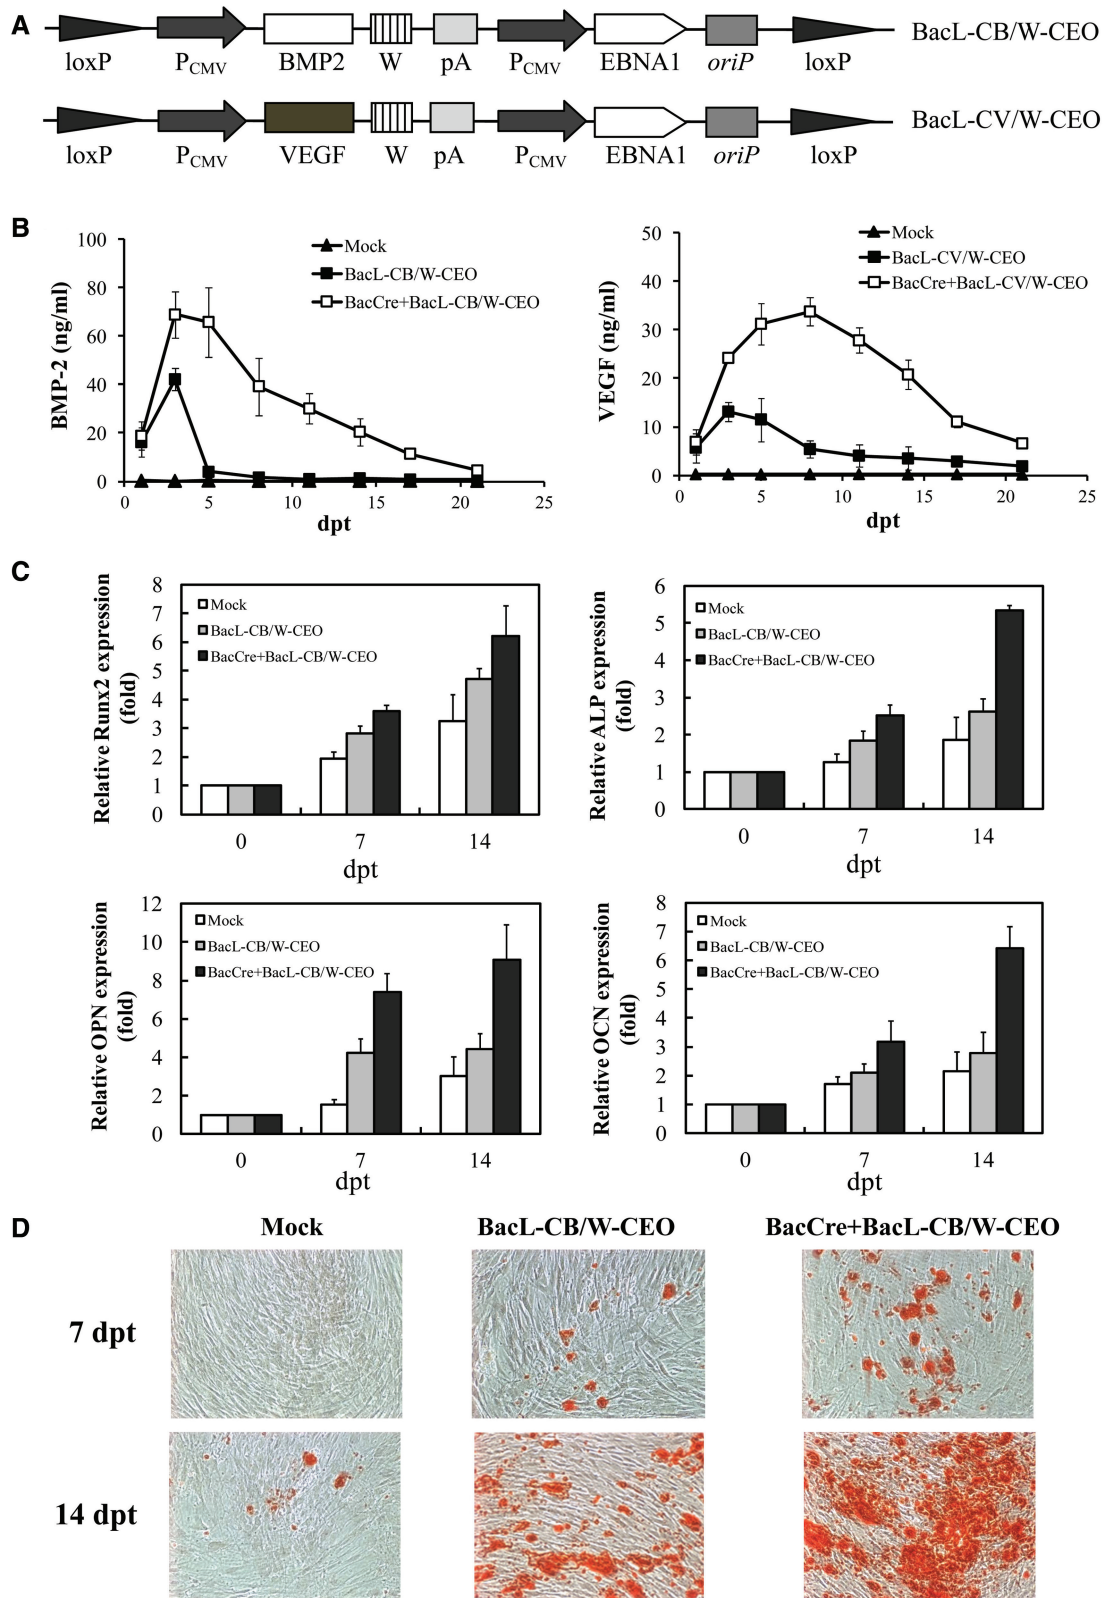 A
BacL-CB/W-CEO
loxP PCMV BMP2 W pA PCMV EBNA1 oriP loxP
BacL-CV/W-CEO
loxP PCMV VEGF W pA PCMV EBNA1 oriP loxP
B
BMP-2 (ng/ml)
100
80
60
40
20
0
0 5 10 15 20 25
dpt
Mock
BacL-CB/W-CEO
BacCre+BacL-CB/W-CEO
VEGF (ng/ml)
50
40
30
20
10
0
0 5 10 15 20 25
dpt
Mock
BacL-CV/W-CEO
BacCre+BacL-CV/W-CEO
C
Relative Runx2 expression
(fold)
8
7
6
5
4
3
2
1
0
Mock
BacL-CB/W-CEO
BacCre+BacL-CB/W-CEO
0 7 14
dpt
Relative ALP expression
(fold)
6
5
4
3
2
1
0
Mock
BacL-CB/W-CEO
BacCre+BacL-CB/W-CEO
0 7 14
dpt
Relative OPN expression
(fold)
12
10
8
6
4
2
0
Mock
BacL-CB/W-CEO
BacCre+BacL-CB/W-CEO
0 7 14
dpt
Relative OCN expression
(fold)
8
7
6
5
4
3
2
1
0
Mock
BacL-CB/W-CEO
BacCre+BacL-CB/W-CEO
0 7 14
dpt
D
Mock BacL-CB/W-CEO BacCre+BacL-CB/W-CEO
7 dpt
14 dpt